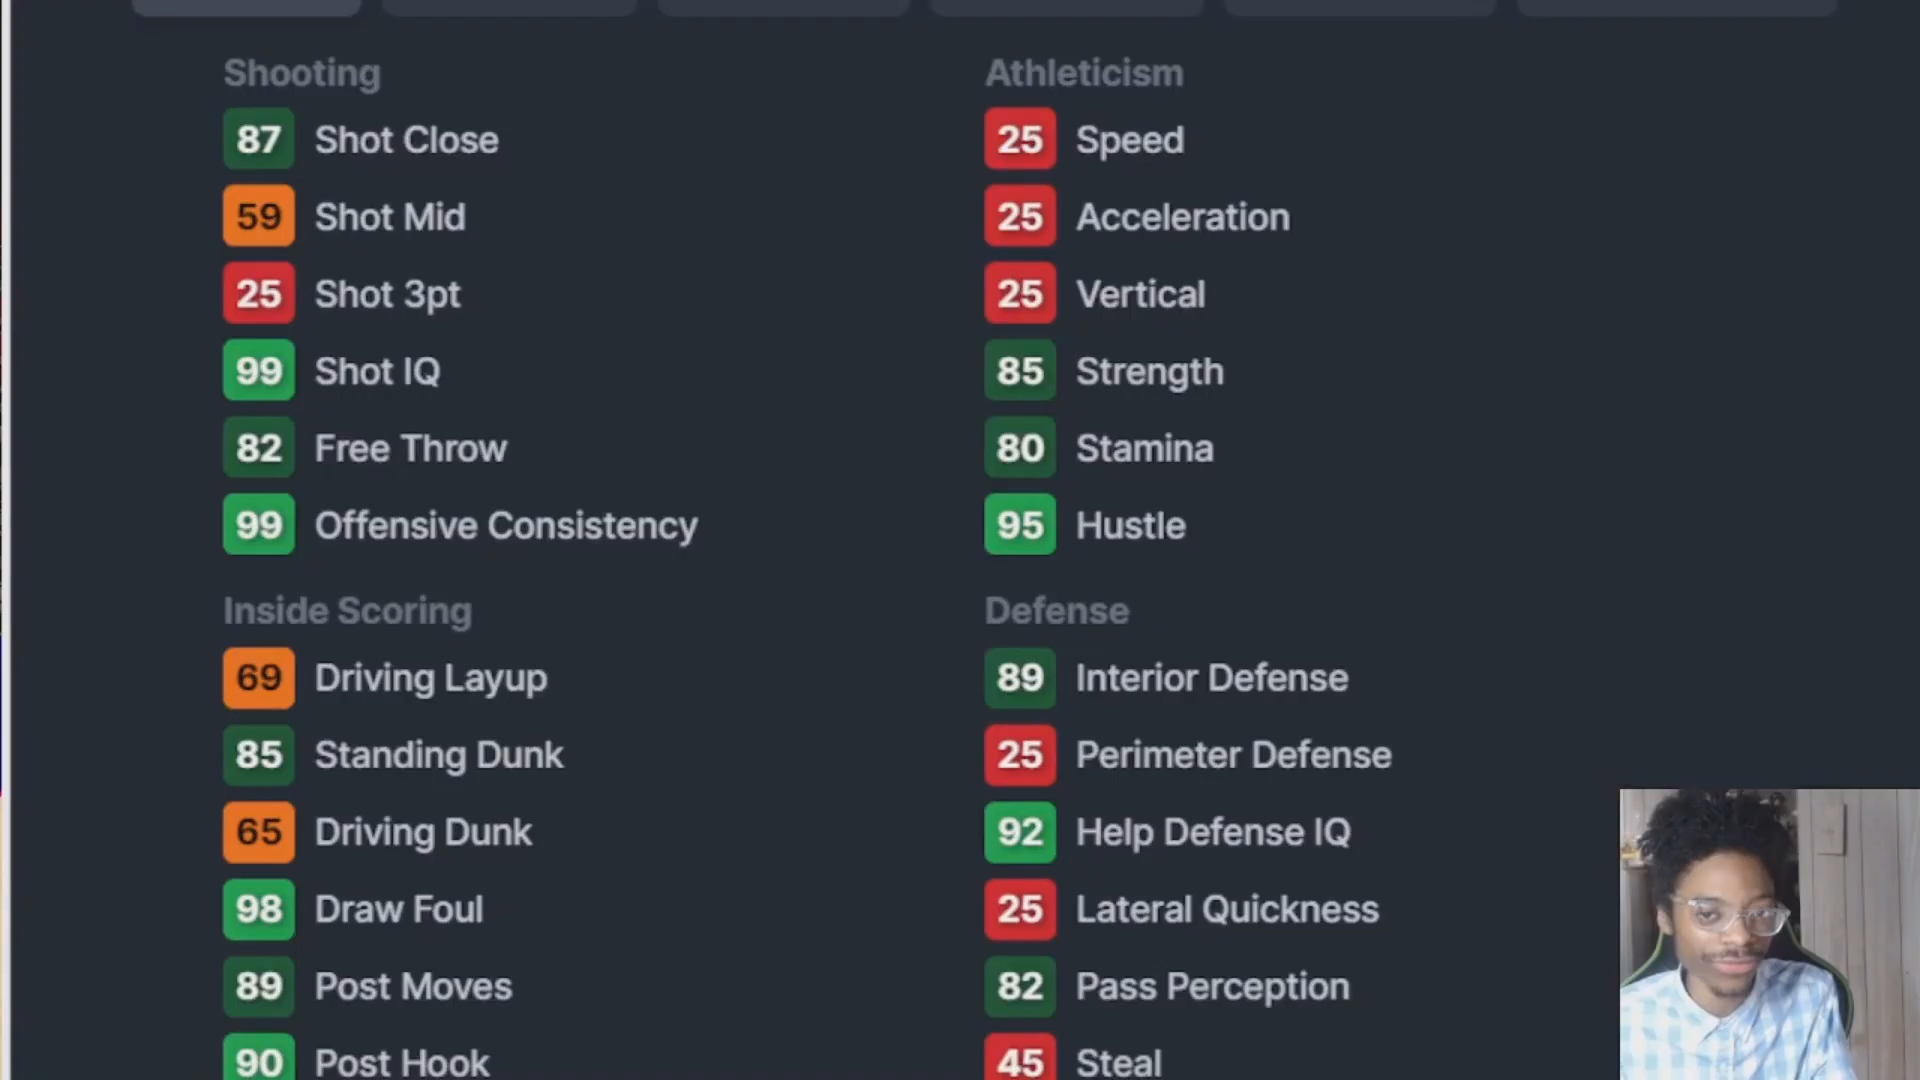 Shooting
87 Shot Close
59 Shot Mid
25 Shot 3pt
99 Shot IQ
82 Free Throw
99 Offensive Consistency
Inside Scoring
69 Driving Layup
85 Standing Dunk
65 Driving Dunk
98 Draw Foul
89 Post Moves
90 Post Hook
Athleticism
25 Speed
25 Acceleration
25 Vertical
85 Strength
80 Stamina
95 Hustle
Defense
89 Interior Defense
25 Perimeter Defense
92 Help Defense IQ
25 Lateral Quickness
82 Pass Perception
45 Steal